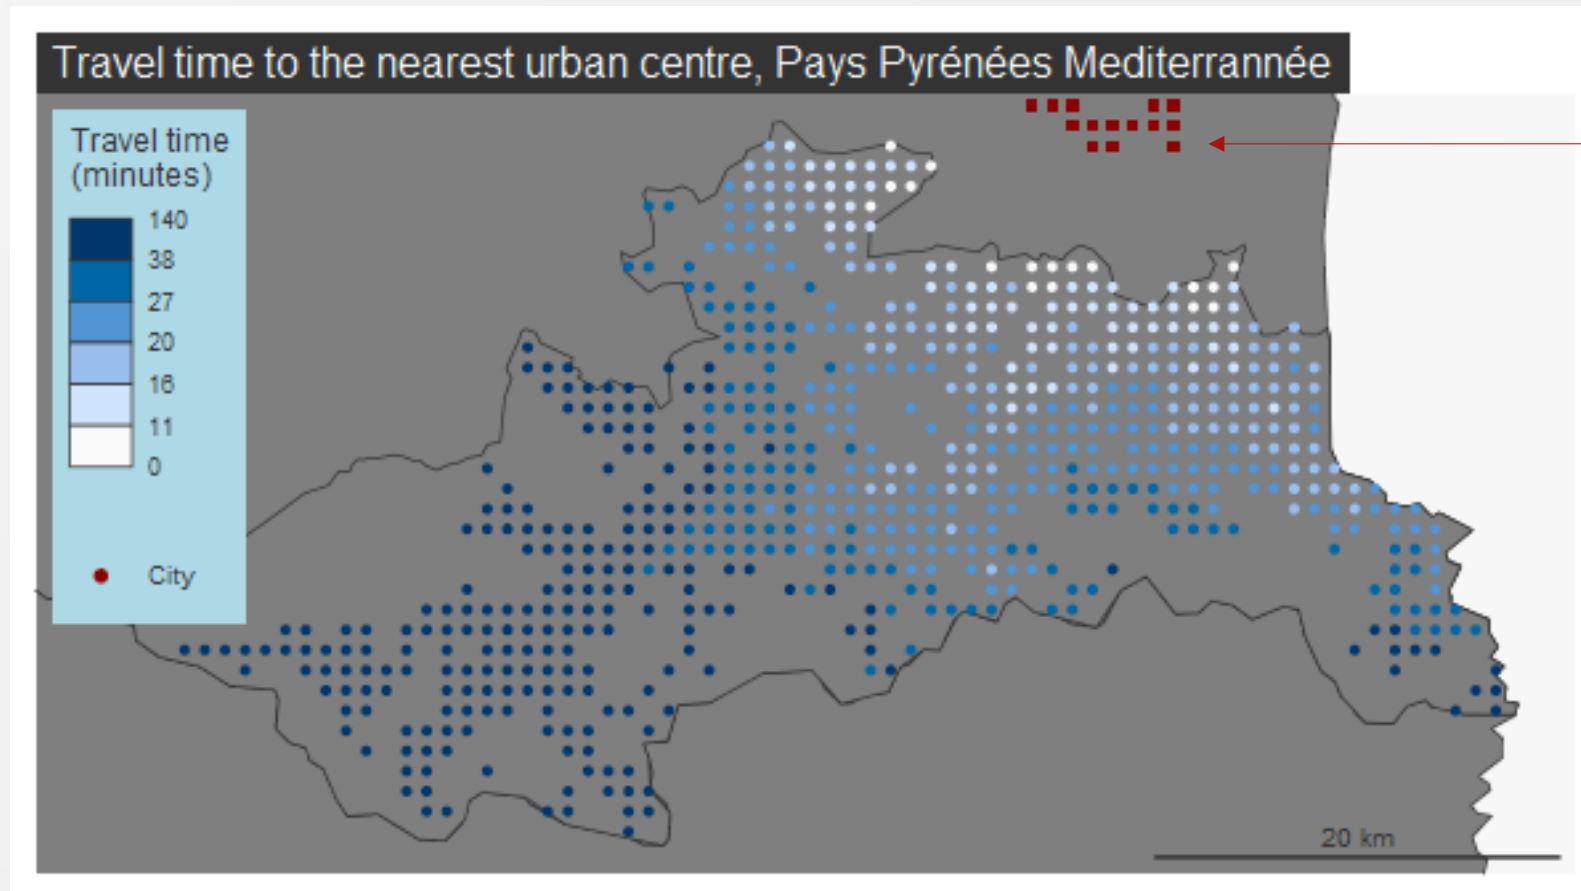 Travel time to the nearest urban centre, Pays Pyrénées Mediterrannée
Travel time
(minutes)
140
38
27
20
16
11
0
City
20 km